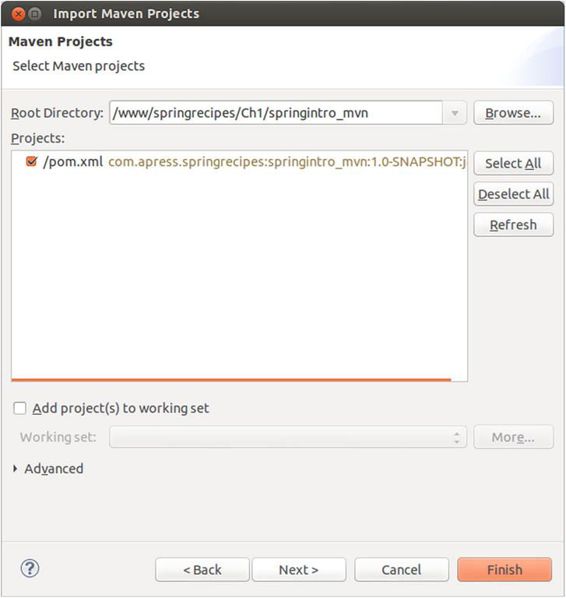 Import Maven Projects
Maven Projects
Select Maven projects
Root Directory: /www/springrecipes/Ch1/springintro_mvn Browse...
Projects:
/pom.xml com.apress.springrecipes:springintro_mvn:1.0-SNAPSHOT:j
Select All
Deselect All
Refresh
Add project(s) to working set
Working set: More...
Advanced
? < Back Next > Cancel Finish